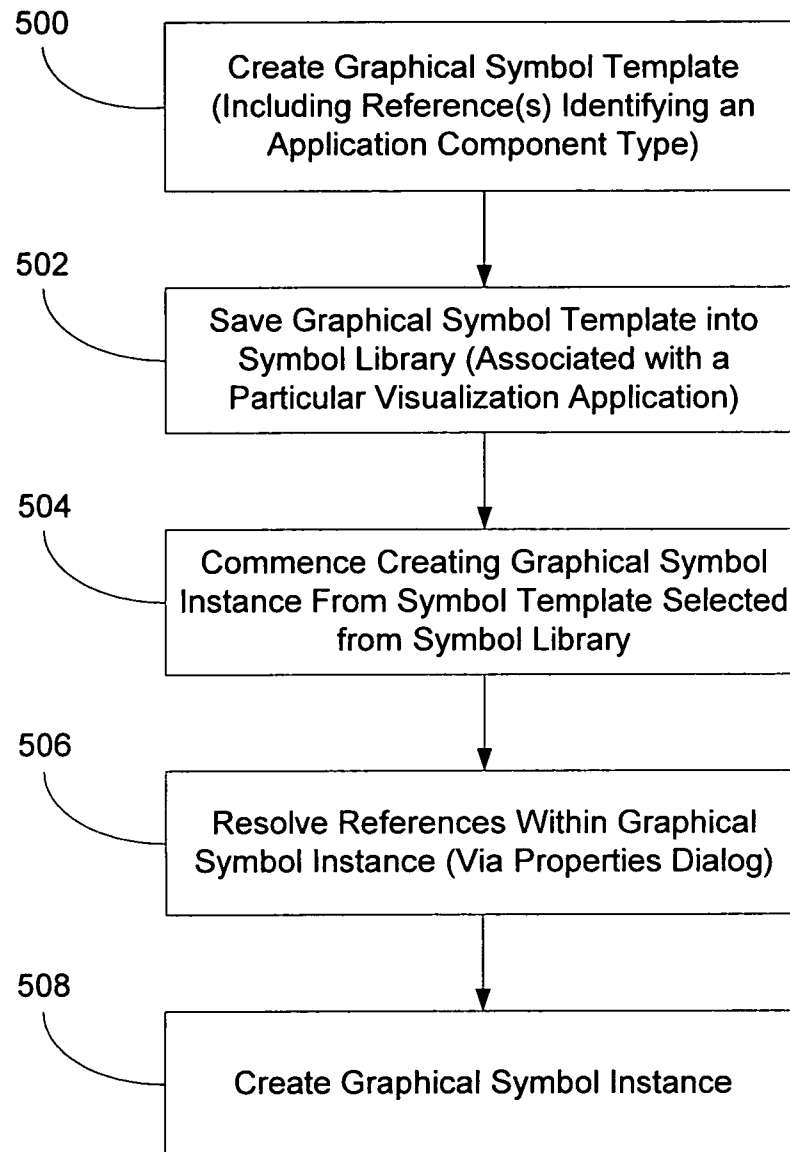 500
Create Graphical Symbol Template
(Including Reference(s) Identifying an
Application Component Type)
502
Save Graphical Symbol Template into
Symbol Library (Associated with a
Particular Visualization Application)
504
Commence Creating Graphical Symbol
Instance From Symbol Template Selected
from Symbol Library
506
Resolve References Within Graphical
Symbol Instance (Via Properties Dialog)
508
Create Graphical Symbol Instance